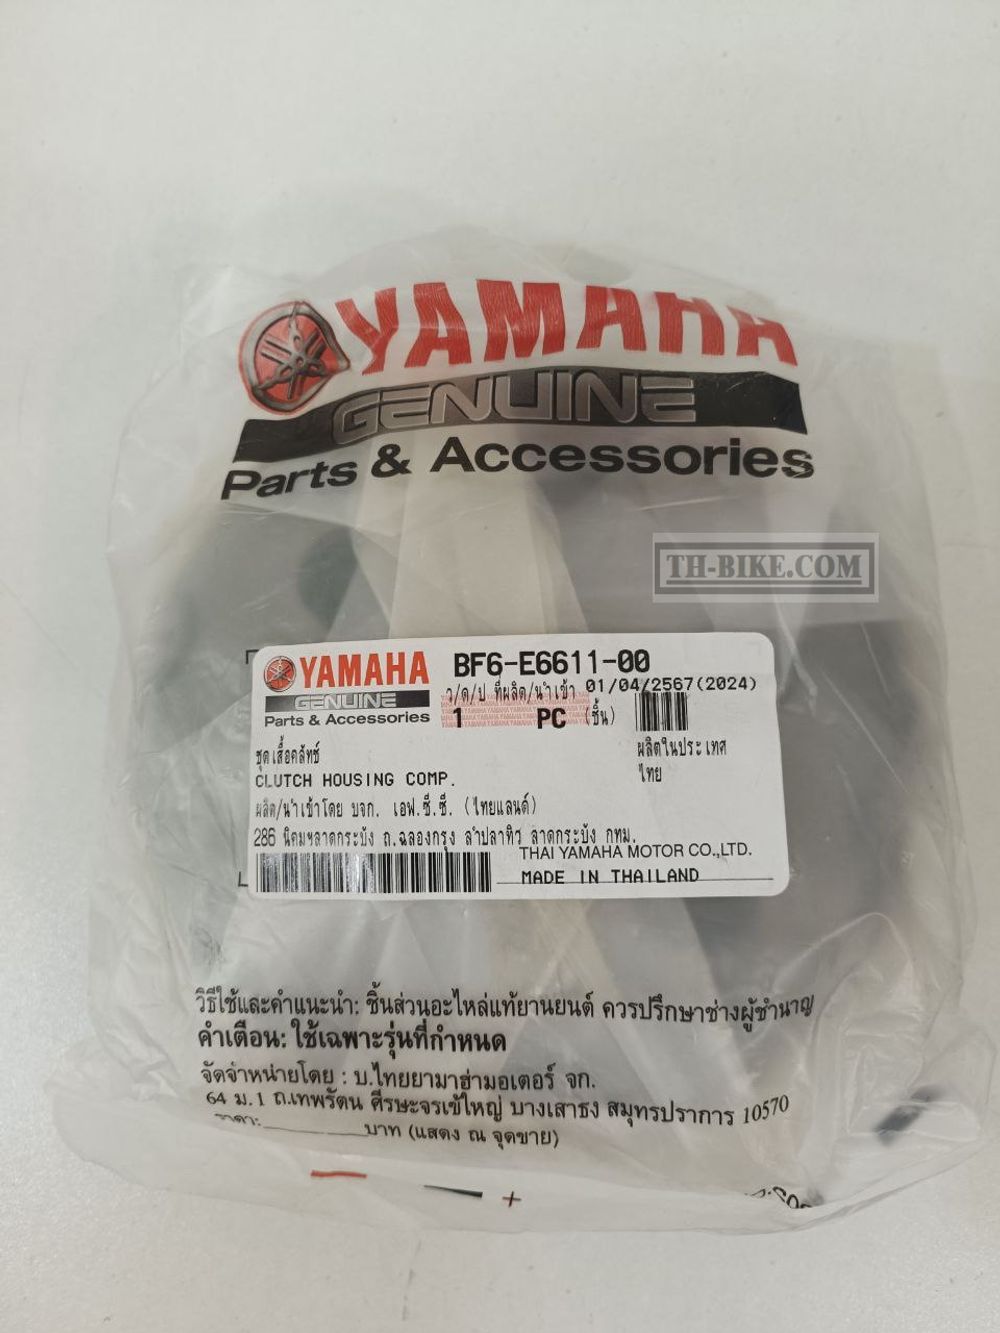 YAMAHA
GENUINE
Parts & Accessories
TH-BIKE.COM
YAMAHA
GENUINE
Parts & Accessories
BF6-E6611-00
ว/ด/ป ที่ผลิต/นำเข้า 01/04/2567(2024)
1 PC (ชิ้น)
ชุดเสื้อคลัทช์
ผลิตในประเทศ
ไทย
CLUTCH HOUSING COMP.
ผลิต/นำเข้าโดย บจก. เอฟ.ซี.ซี. (ไทยแลนด์)
286 นิคมฯลาดกระบัง ถ.ฉลองกรุง ลำปลาทิว ลาดกระบัง กทม.
THAI YAMAHA MOTOR CO.,LTD.
MADE IN THAILAND
วิธีใช้และคำแนะนำ: ชิ้นส่วนอะไหล่แท้ยานยนต์ ควรปรึกษาช่างผู้ชำนาญ
คำเตือน: ใช้เฉพาะรุ่นที่กำหนด
จัดจำหน่ายโดย : บ.ไทยยามาฮ่ามอเตอร์ จก.
64 ม.1 ถ.เทพรัตน ศีรษะจรเข้ใหญ่ บางเสาธง สมุทรปราการ 10570
ราคา:__________บาท (แสดง ณ จุดขาย)